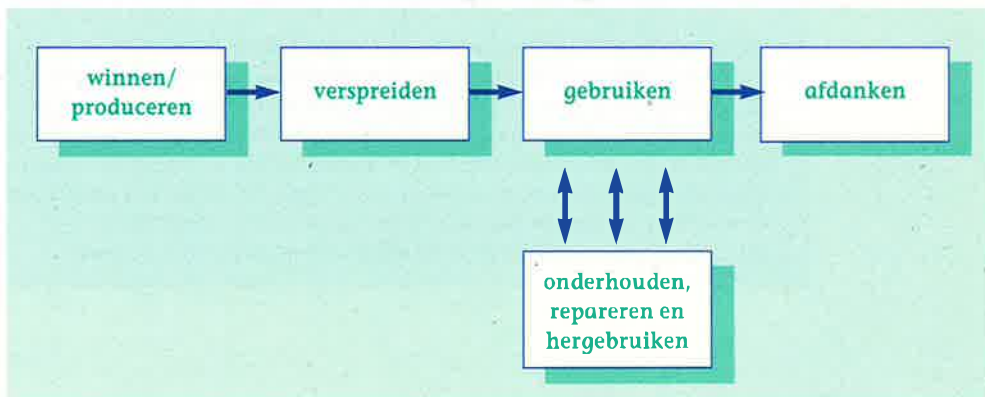 winnen/
produceren
verspreiden
gebruiken
afdanken
onderhouden,
repareren en
hergebruiken